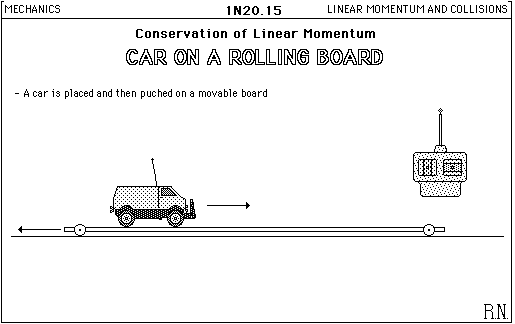 MECHANICS 1N20.15 LINEAR MOMENTUM AND COLLISIONS
Conservation of Linear Momentum
CAR ON A ROLLING BOARD
- A car is placed and then puched on a movable board
R.N.